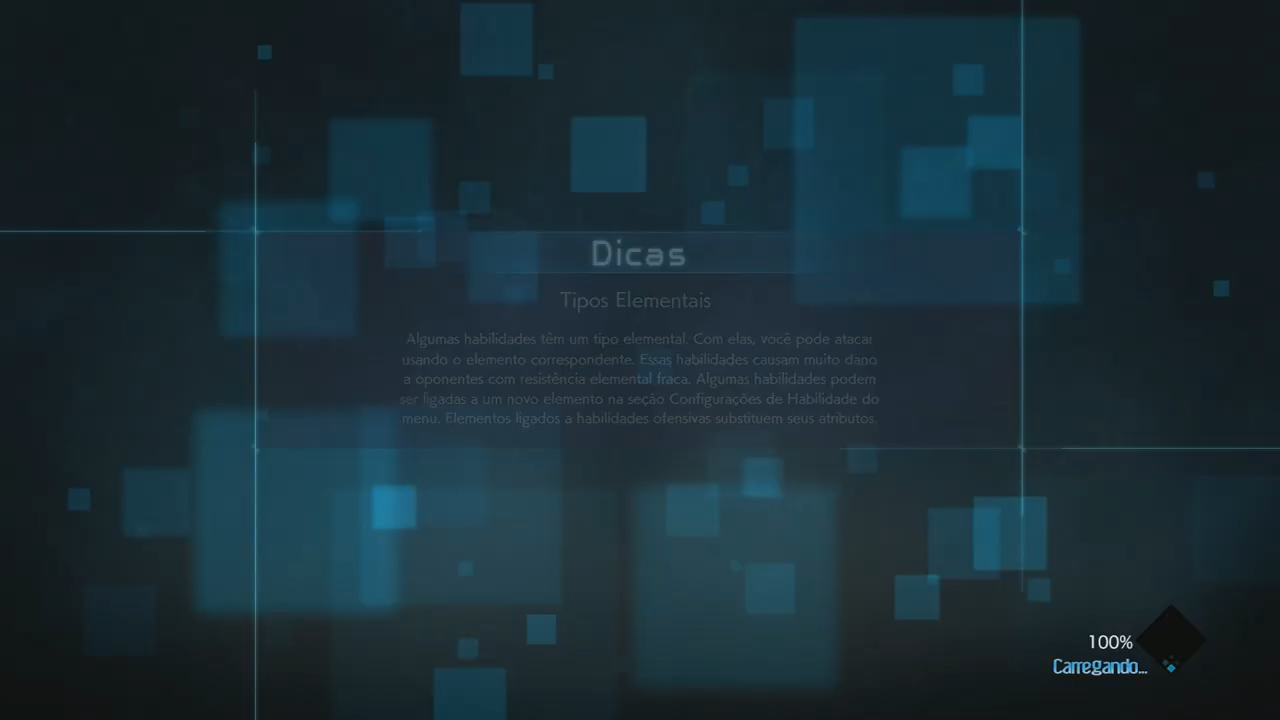 Dicas
Tipos Elementais
Algumas habilidades têm um tipo elemental. Com elas, você pode atacar
usando o elemento correspondente. Essas habilidades causam muito dano
a oponentes com resistência elemental fraca. Algumas habilidades podem
ser ligadas a um novo elemento na seção Configurações de Habilidade do
menu. Elementos ligados a habilidades ofensivas substituem seus atributos.
100%
Carregando...